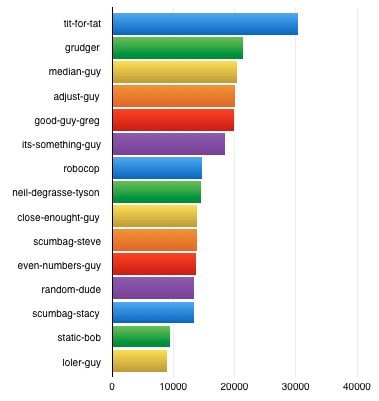 tit-for-tat
grudger
median-guy
adjust-guy
good-guy-greg
its-something-guy
robocop
neil-degrasse-tyson
close-enought-guy
scumbag-steve
even-numbers-guy
random-dude
scumbag-stacy
static-bob
loler-guy
0 10000 20000 30000 40000